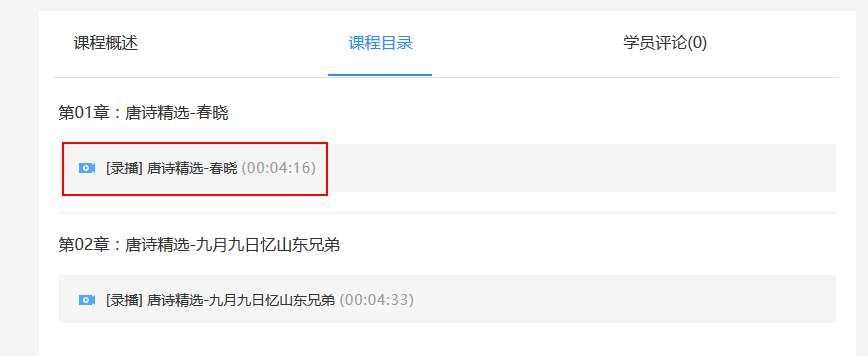 课程概述 课程目录 学员评论(0)
第01章：唐诗精选-春晓
[录播] 唐诗精选-春晓 (00:04:16)
第02章：唐诗精选-九月九日忆山东兄弟
[录播] 唐诗精选-九月九日忆山东兄弟 (00:04:33)